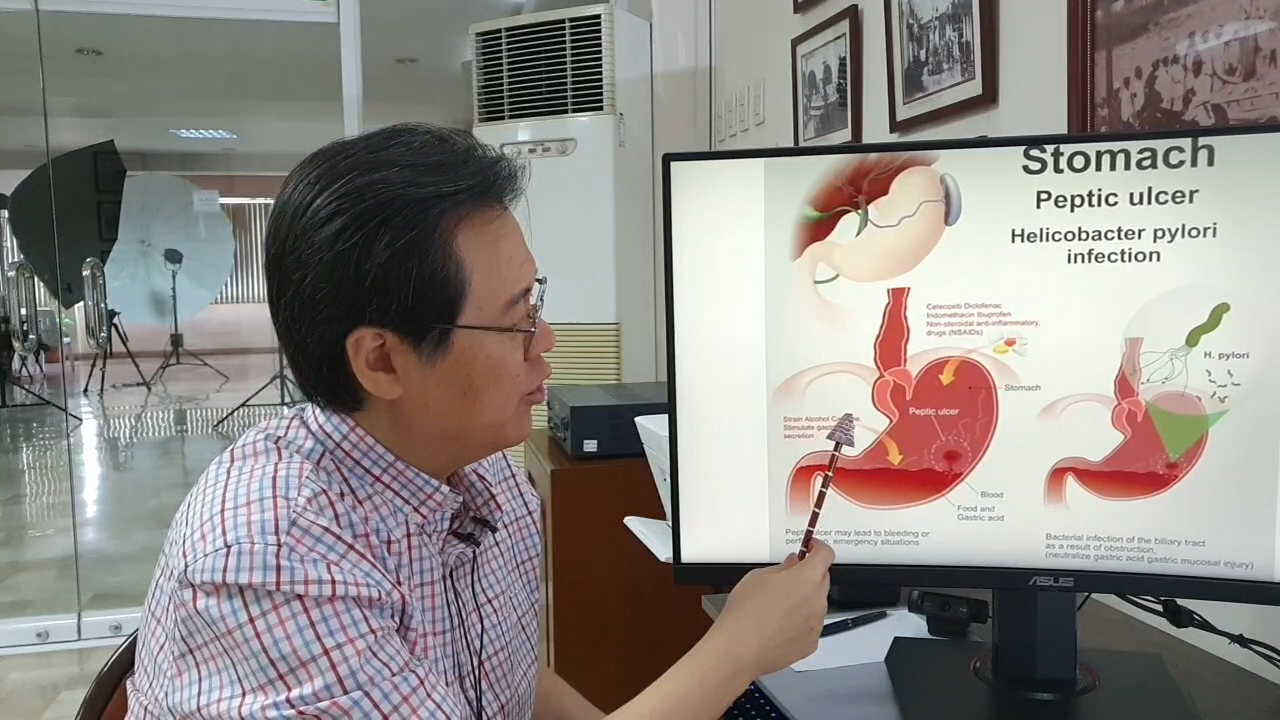 Stomach
Peptic ulcer
Helicobacter pylori
infection
Celecoxib Diclofenac
Indomethacin Ibuprofen
Non-steroidal anti-inflammatory,
drugs (NSAIDs)
Stomach
Peptic ulcer
Strain Alcohol
Stimulate
secretion
Blood
Food and
Gastric acid
may lead to bleeding or
emergency situations
H. pylori
Bacterial infection of the biliary tract
as a result of obstruction,
(neutralize gastric acid gastric mucosal injury)
ASUS